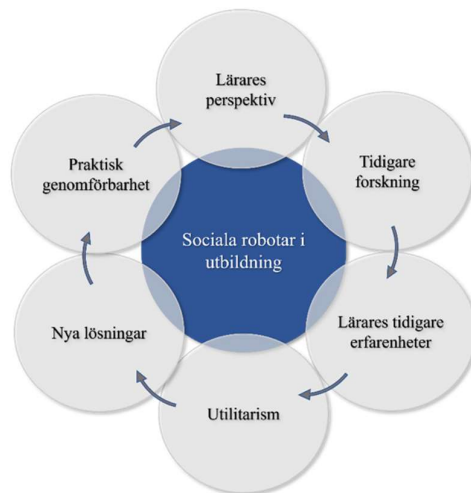 Lärares
perspektiv
Tidigare
forskning
Lärares tidigare
erfarenheter
Utilitarism
Nya lösningar
Praktisk
genomförbarhet
Sociala robotar i
utbildning